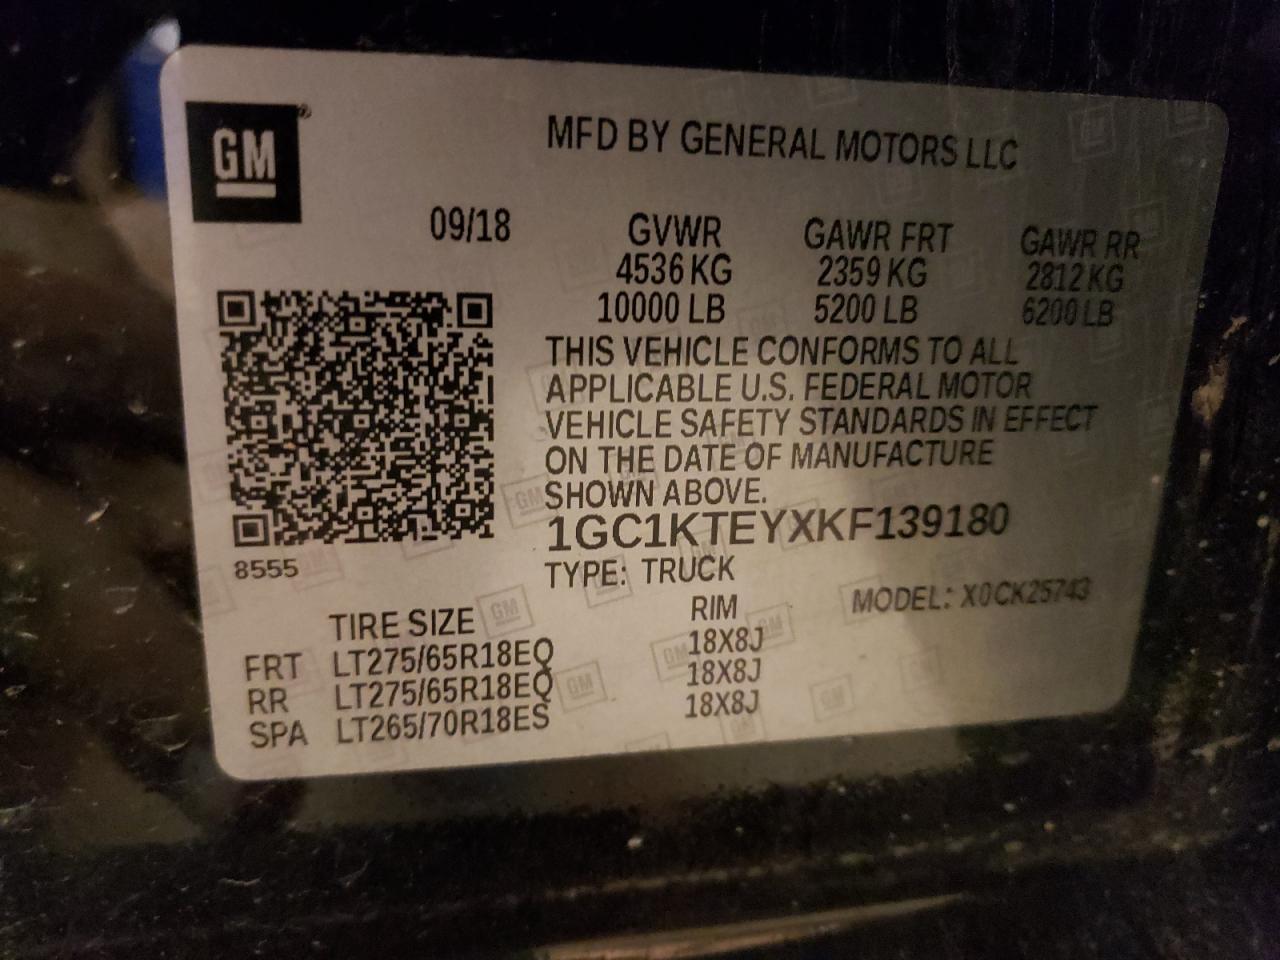 GM
MFD BY GENERAL MOTORS LLC
09/18 GVWR GAWR FRT GAWR RR
4536 KG 2359 KG 2812 KG
10000 LB 5200 LB 6200 LB
THIS VEHICLE CONFORMS TO ALL
APPLICABLE U.S. FEDERAL MOTOR
VEHICLE SAFETY STANDARDS IN EFFECT
ON THE DATE OF MANUFACTURE
SHOWN ABOVE.
1GC1KTEYXKF139180
8555
TYPE: TRUCK
MODEL: X0CK25743
TIRE SIZE RIM
FRT LT275/65R18EQ 18X8J
RR LT275/65R18EQ 18X8J
SPA LT265/70R18ES 18X8J